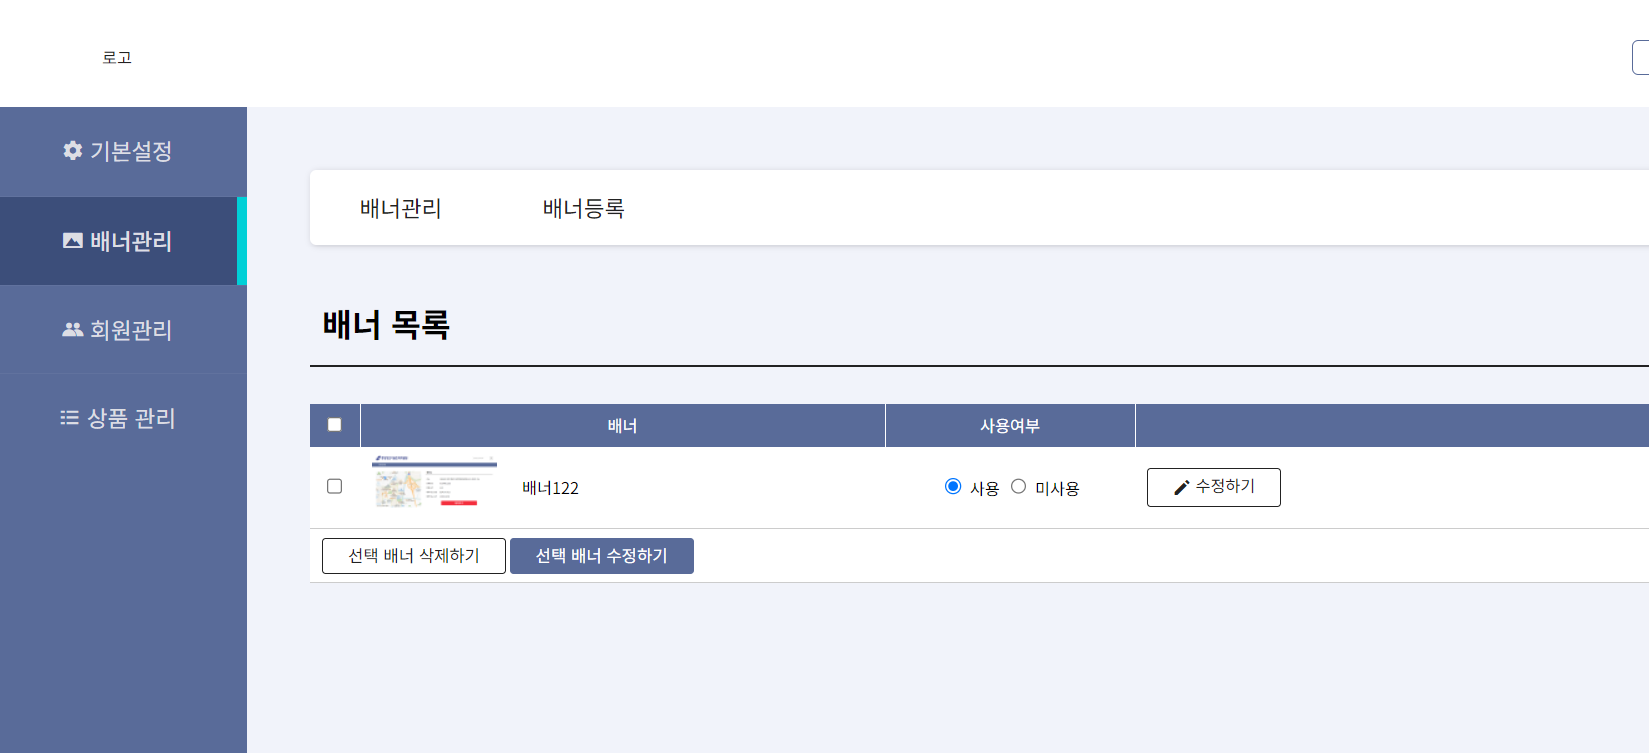 로고
기본설정
배너관리
회원관리
상품 관리
배너관리 배너등록
배너 목록
배너 사용여부
배너122 사용 미사용 수정하기
선택 배너 삭제하기 선택 배너 수정하기